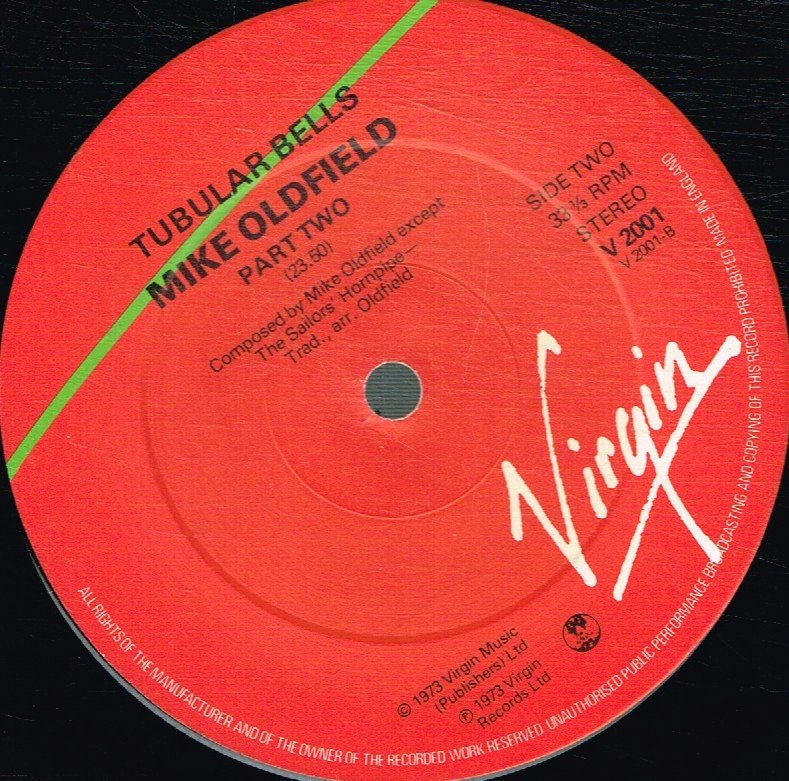 TUBULAR BELLS
MIKE OLDFIELD
PART TWO
(23.50)
Composed by Mike Oldfield except
The Sailors' Hornpipe—
Trad., arr. Oldfield
SIDE TWO
33⅓ RPM
STEREO
V 2001
V 2001-B
Virgin
© 1973 Virgin Music
(Publishers) Ltd
℗ 1973 Virgin
Records Ltd
ALL RIGHTS OF THE MANUFACTURER AND OF THE OWNER OF THE RECORDED WORK RESERVED UNAUTHORISED PUBLIC PERFORMANCE BROADCASTING AND COPYING OF THIS RECORD PROHIBITED MADE IN ENGLAND